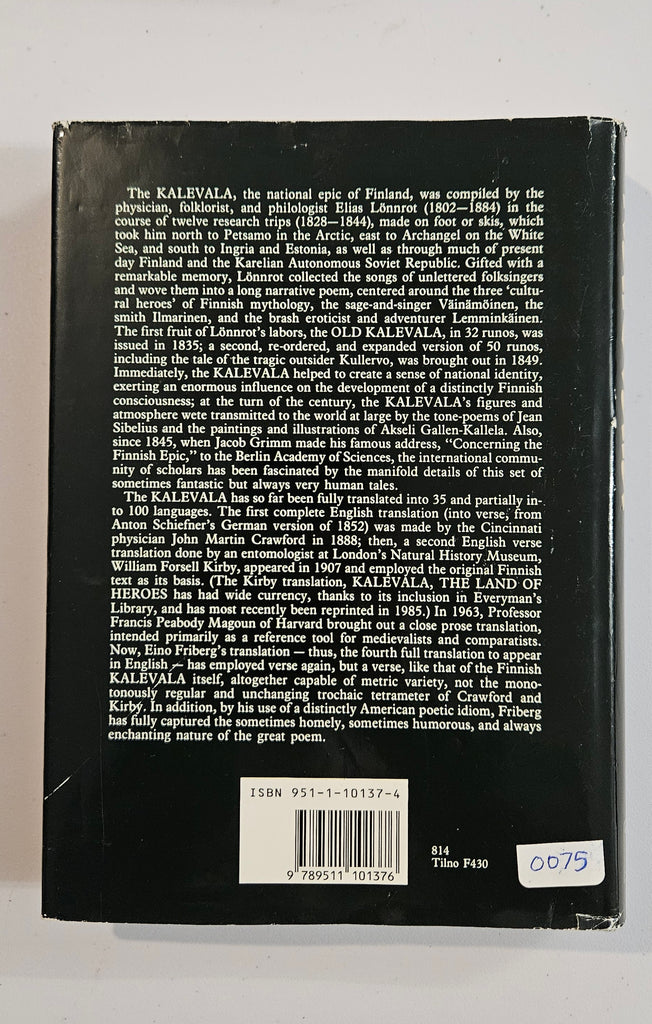 The KALEVALA, the national epic of Finland, was compiled by the
physician, folklorist, and philologist Elias Lönnrot (1802—1884) in the
course of twelve research trips (1828—1844), made on foot or skis, which
took him north to Petsamo in the Arctic, east to Archangel on the White
Sea, and south to Ingria and Estonia, as well as through much of present
day Finland and the Karelian Autonomous Soviet Republic. Gifted with a
remarkable memory, Lönnrot collected the songs of unlettered folksingers
and wove them into a long narrative poem, centered around the three ‘cultu-
ral heroes’ of Finnish mythology, the sage-and-singer Väinämöinen, the
smith Ilmarinen, and the brash eroticist and adventurer Lemminkäinen.
The first fruit of Lönnrot's labors, the OLD KALEVALA, in 32 runos, was
issued in 1835; a second, re-ordered, and expanded version of 50 runos,
including the tale of the tragic outsider Kullervo, was brought out in 1849.
Immediately, the KALEVALA helped to create a sense of national identity,
exerting an enormous influence on the development of a distinctly Finnish
consciousness; at the turn of the century, the KALEVALA's figures and
atmosphere were transmitted to the world at large by the tone-poems of Jean
Sibelius and the paintings and illustrations of Akseli Gallen-Kallela. Also,
since 1845, when Jacob Grimm made his famous address, “Concerning the
Finnish Epic,” to the Berlin Academy of Sciences, the international commu-
nity of scholars has been fascinated by the manifold details of this set of
sometimes fantastic but always very human tales.
The KALEVALA has so far been fully translated into 35 and partially in-
to 100 languages. The first complete English translation (into verse, from
Anton Schiefner's German version of 1852) was made by the Cincinnati
physician John Martin Crawford in 1888; then, a second English verse
translation done by an entomologist at London's Natural History Museum,
William Forsell Kirby, appeared in 1907 and employed the original Finnish
text as its basis. (The Kirby translation, KALEVALA, THE LAND OF
HEROES has had wide currency, thanks to its inclusion in Everyman's
Library, and has most recently been reprinted in 1985.) In 1963, Professor
Francis Peabody Magoun of Harvard brought out a close prose translation,
intended primarily as a reference tool for medievalists and comparatists.
Now, Eino Friberg's translation — thus, the fourth full translation to appear
in English — has employed verse again, but a verse, like that of the Finnish
KALEVALA itself, altogether capable of metric variety, not the mono-
tonously regular and unchanging trochaic tetrameter of Crawford and
Kirby. In addition, by his use of a distinctly American poetic idiom, Friberg
has fully captured the sometimes homely, sometimes humorous, and always
enchanting nature of the great poem.
ISBN 951-1-10137-4
9 789511 101376
814
Tilno F430
0075